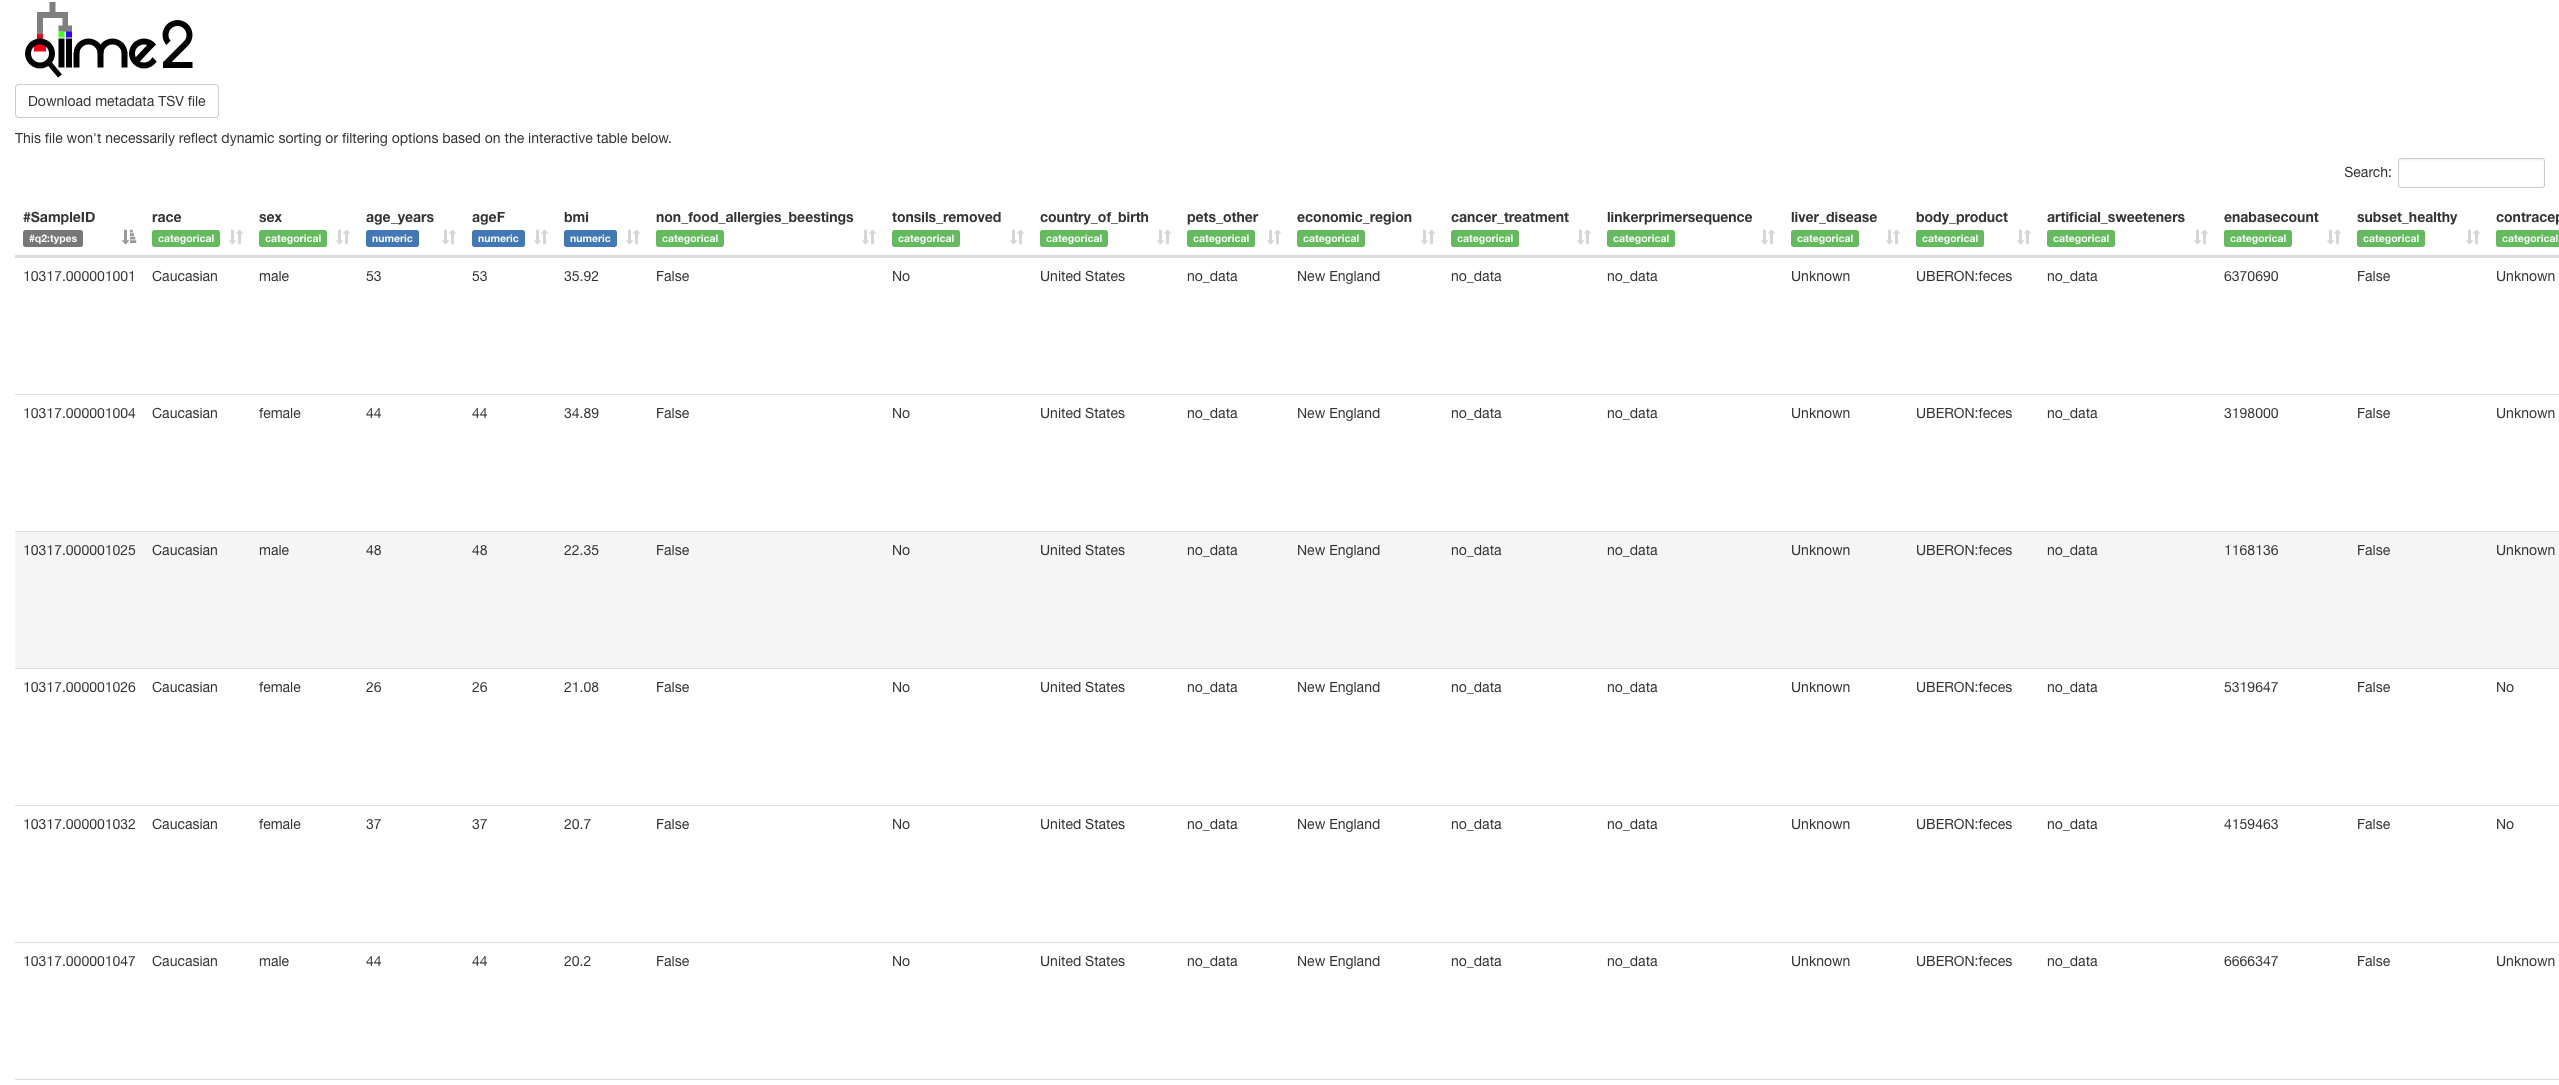 qiime2
Download metadata TSV file
This file won't necessarily reflect dynamic sorting or filtering options based on the interactive table below.
Search:
#SampleID race sex age_years ageF bmi non_food_allergies_beestings tonsils_removed country_of_birth pets_other economic_region cancer_treatment linkerprimersequence liver_disease body_product artificial_sweeteners enabasecount subset_healthy contracep
#q2:types categorical categorical numeric numeric numeric categorical categorical categorical categorical categorical categorical categorical categorical categorical categorical categorical categorical categorical
10317.000001001 Caucasian male 53 53 35.92 False No United States no_data New England no_data no_data Unknown UBERON:feces no_data 6370690 False Unknown
10317.000001004 Caucasian female 44 44 34.89 False No United States no_data New England no_data no_data Unknown UBERON:feces no_data 3198000 False Unknown
10317.000001025 Caucasian male 48 48 22.35 False No United States no_data New England no_data no_data Unknown UBERON:feces no_data 1168136 False Unknown
10317.000001026 Caucasian female 26 26 21.08 False No United States no_data New England no_data no_data Unknown UBERON:feces no_data 5319647 False No
10317.000001032 Caucasian female 37 37 20.7 False No United States no_data New England no_data no_data Unknown UBERON:feces no_data 4159463 False No
10317.000001047 Caucasian male 44 44 20.2 False No United States no_data New England no_data no_data Unknown UBERON:feces no_data 6666347 False Unknown